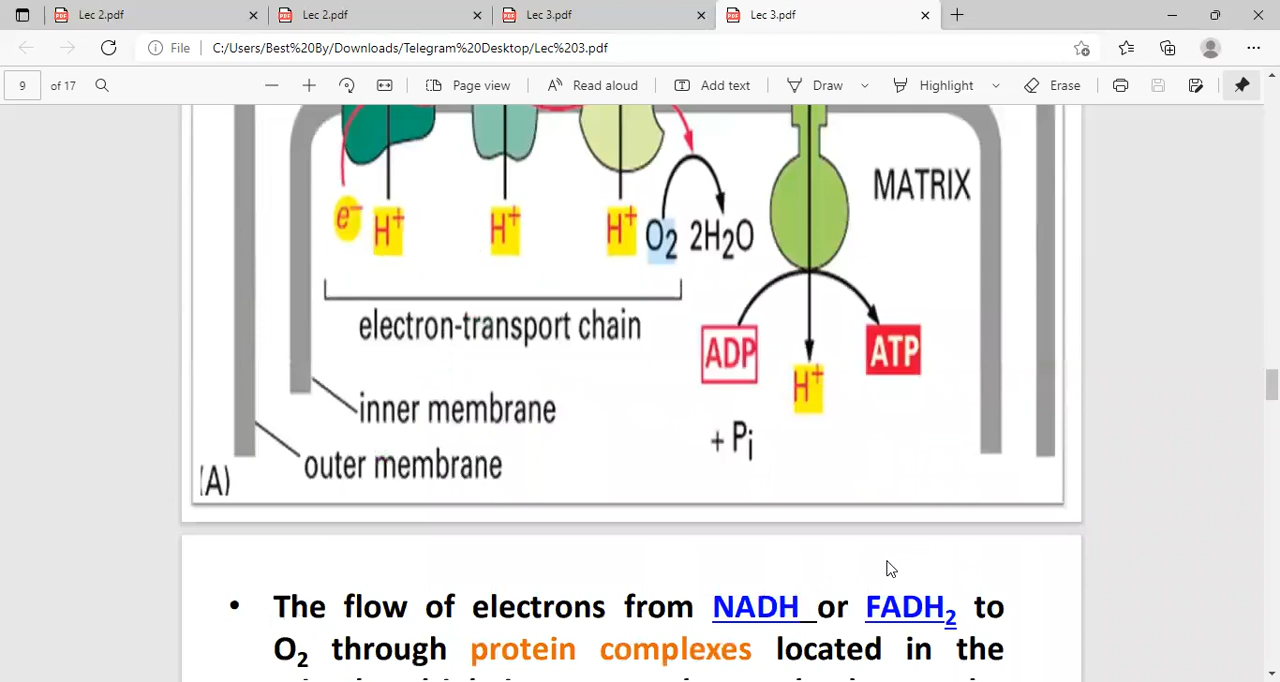 Lec 2.pdf
Lec 2.pdf
Lec 3.pdf
Lec 3.pdf
File C:/Users/Best%20By/Downloads/Telegram%20Desktop/Lec%203.pdf
9 of 17 Page view Read aloud Add text Draw Highlight Erase
MATRIX
e⁻ H⁺ H⁺ H⁺ O₂ 2H₂O
electron-transport chain
ADP H⁺ ATP
inner membrane
+ Pi
outer membrane
(A)
• The flow of electrons from NADH or FADH₂ to
O₂ through protein complexes located in the